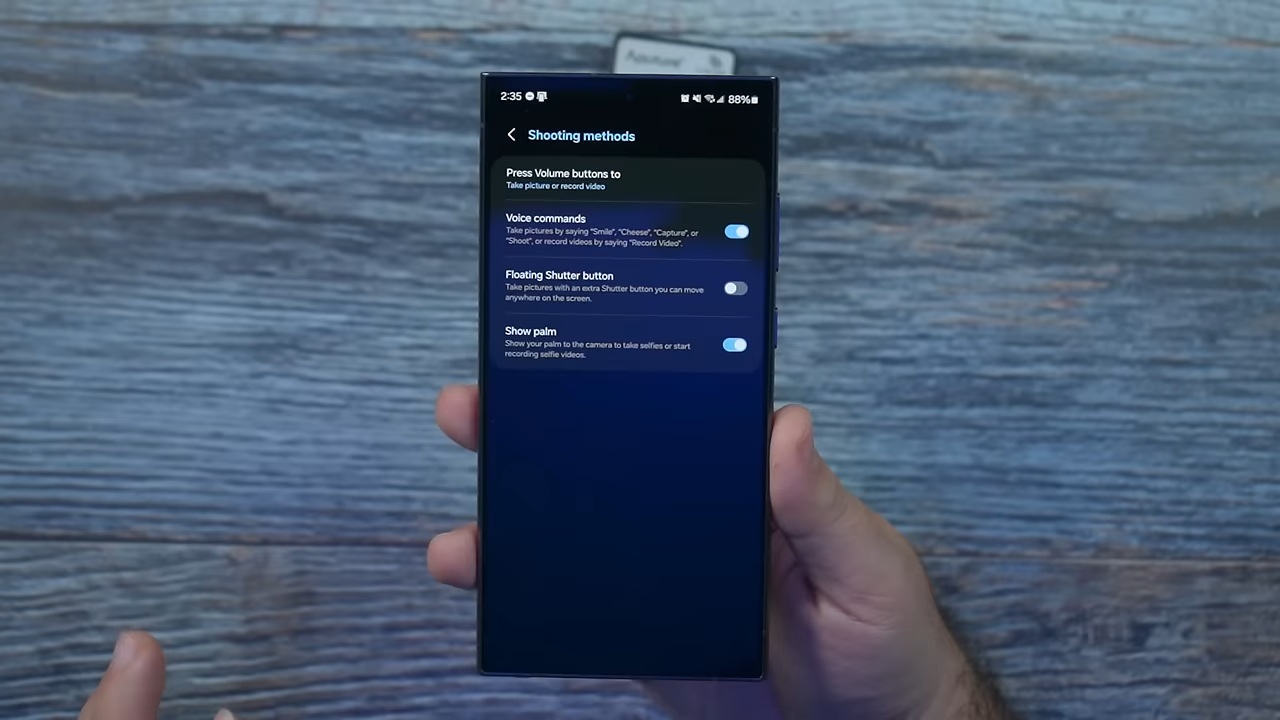 2:35
88%
Shooting methods
Press Volume buttons to
Take picture or record video
Voice commands
Take pictures by saying "Smile", "Cheese", "Capture", or
"Shoot", or record videos by saying "Record Video".
Floating Shutter button
Take pictures with an extra Shutter button you can move
anywhere on the screen.
Show palm
Show your palm to the camera to take selfies or start
recording selfie videos.